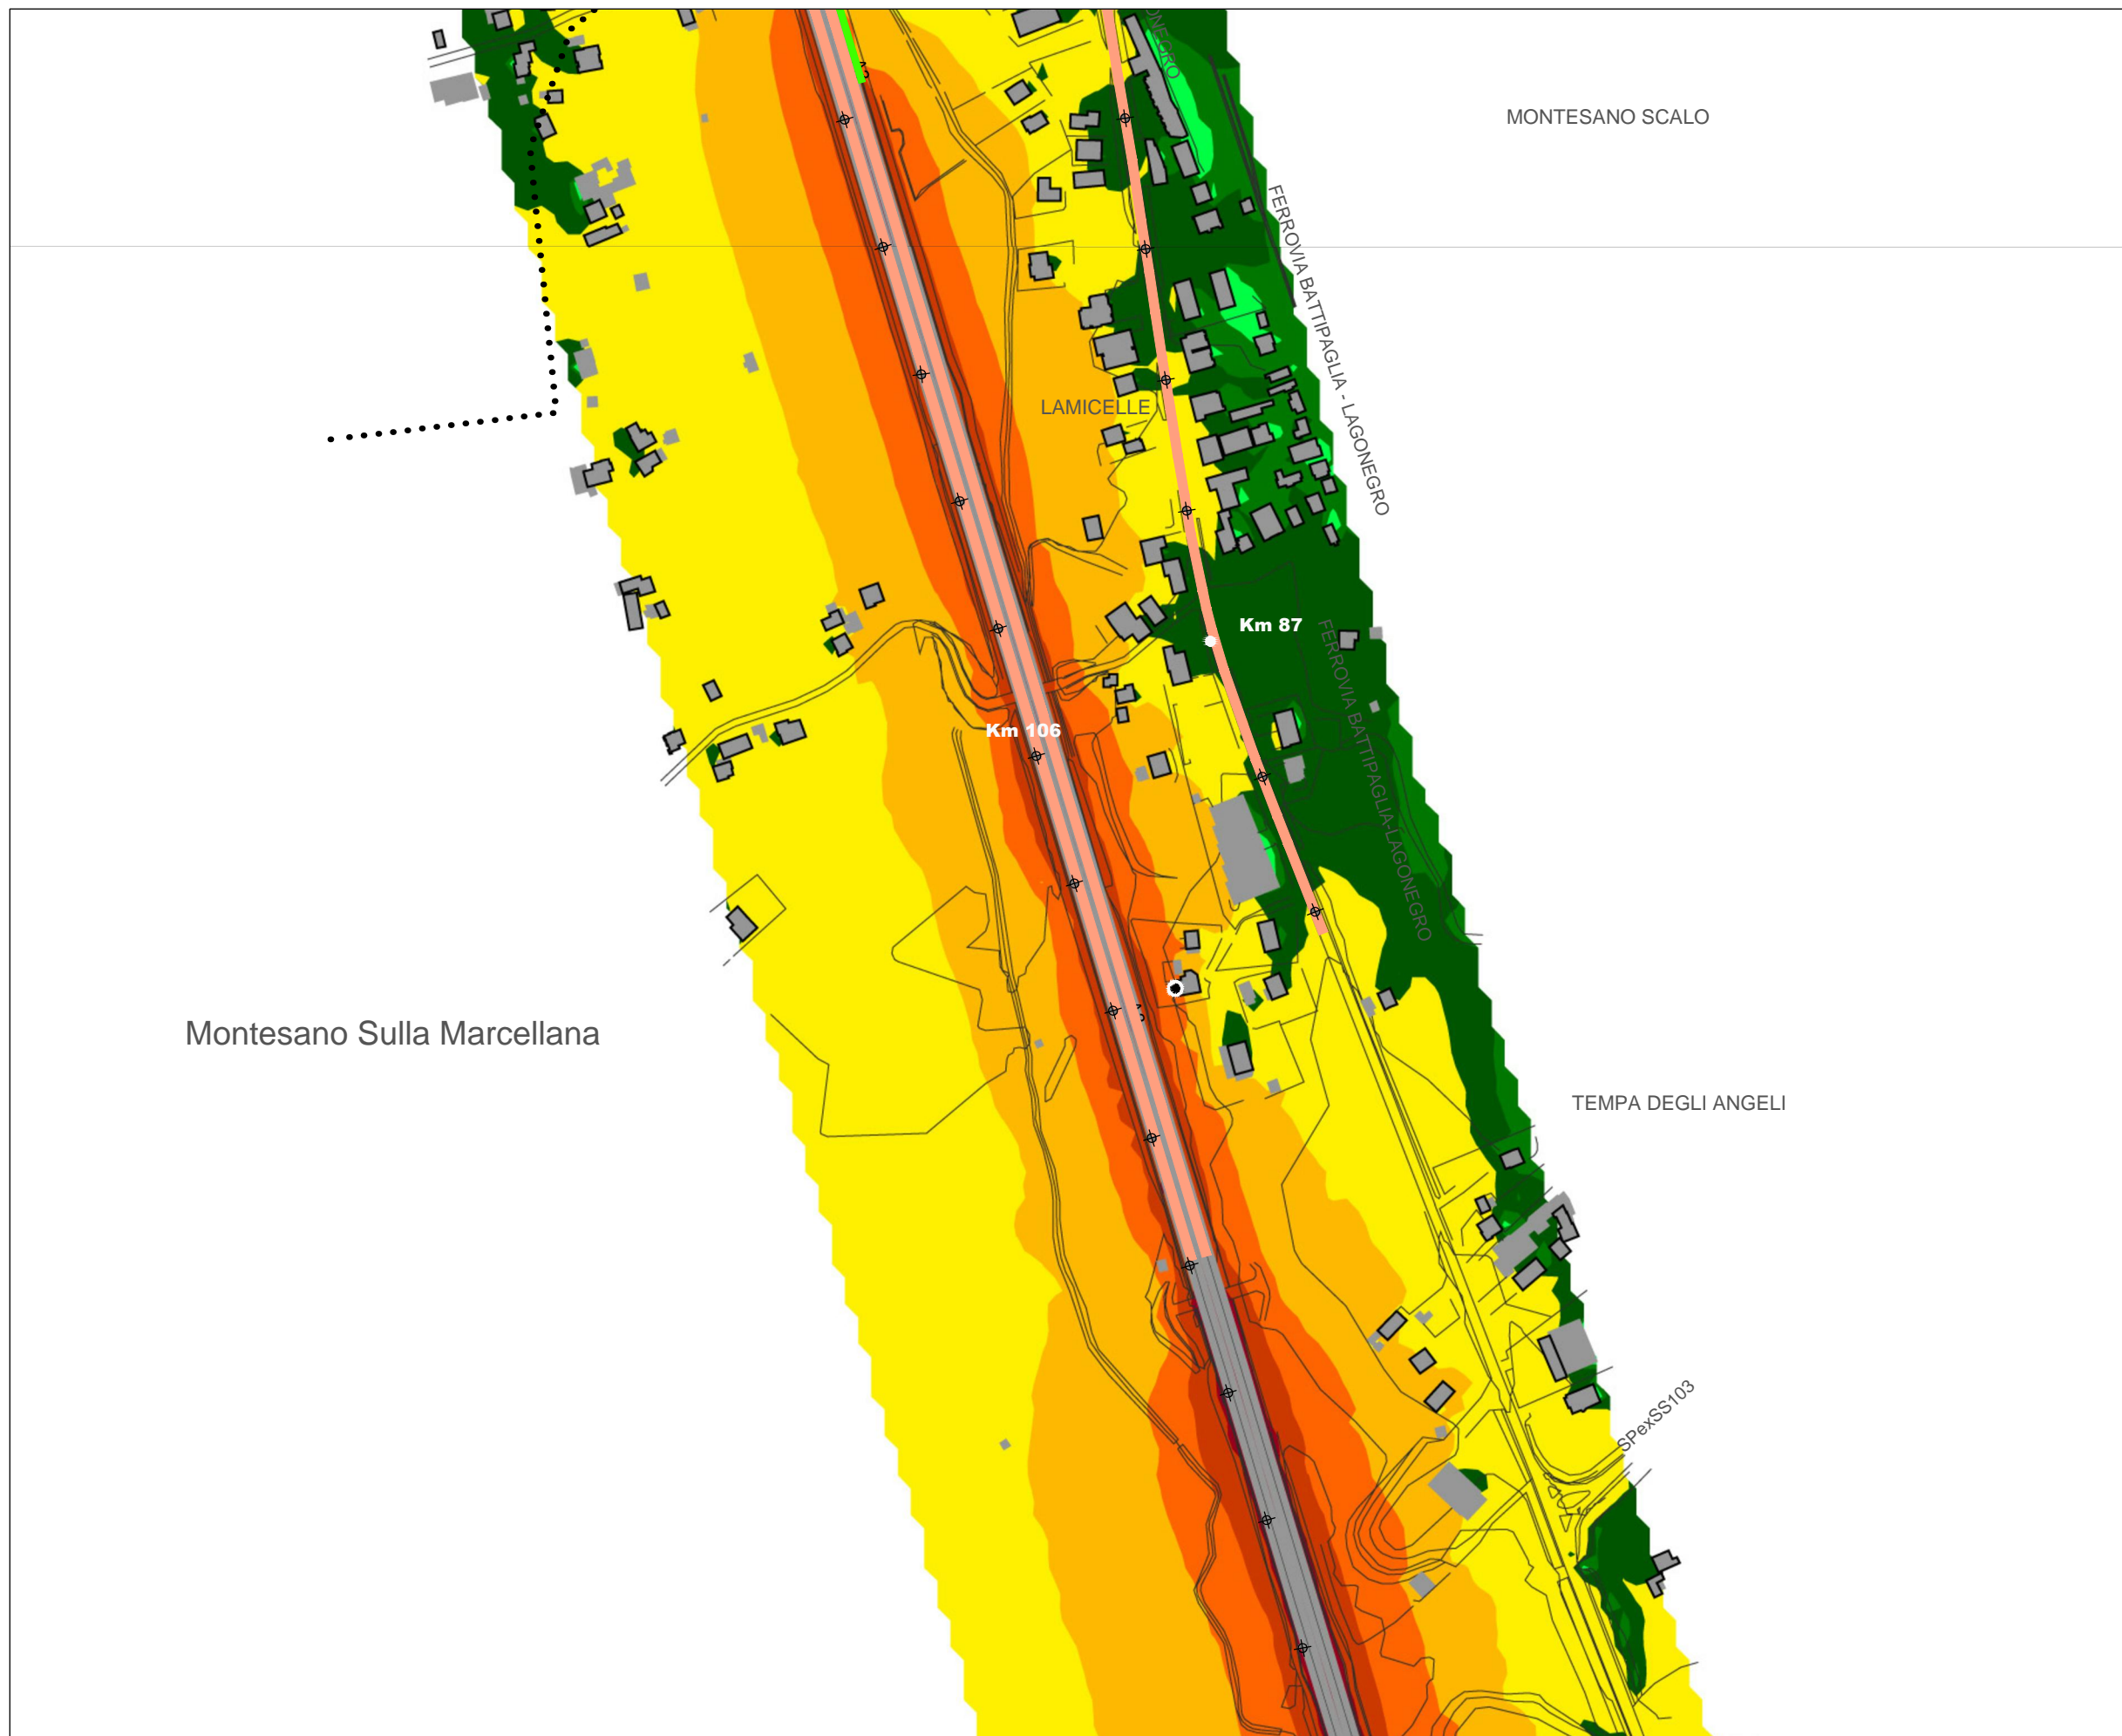 MONTESANO SCALO
FERROVIA BATTIPAGLIA - LAGONEGRO
LAMICELLE
Km 87
FERROVIA BATTIPAGLIA-LAGONEGRO
Km 106
Montesano Sulla Marcellana
TEMPA DEGLI ANGELI
SPexSS103